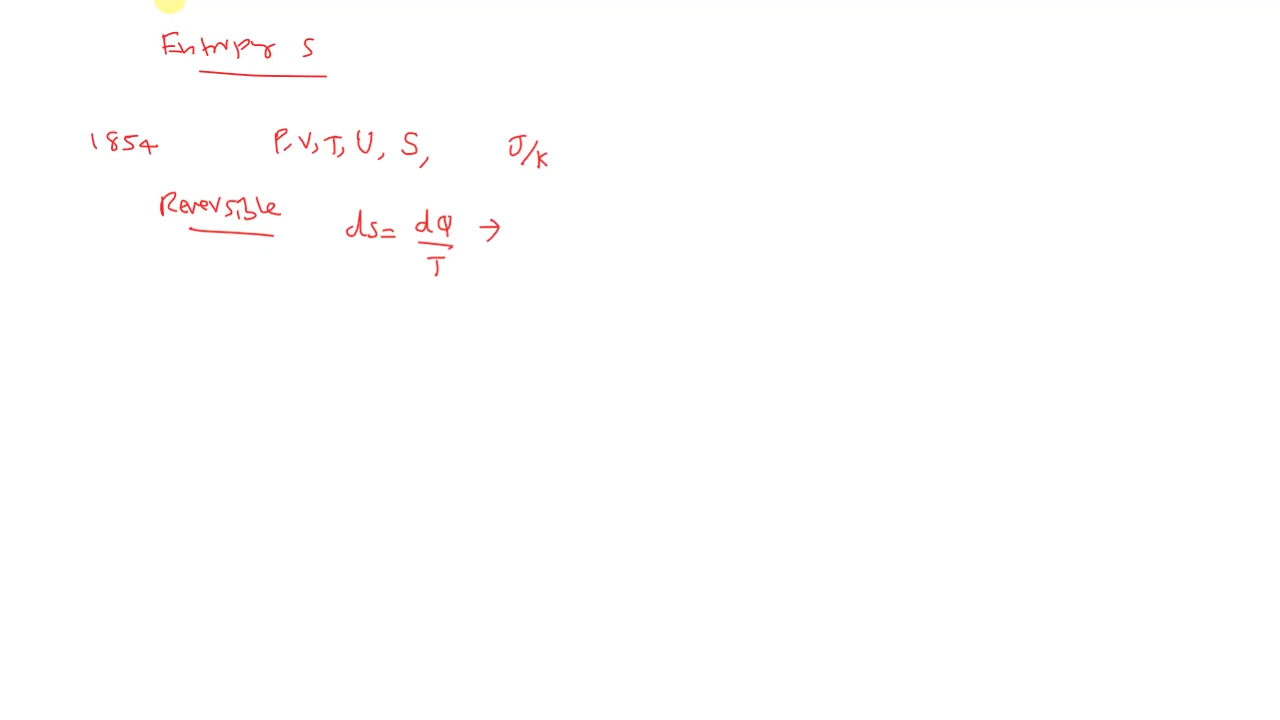 Entropy S
1854 P, V, T, U, S, J/K
Reversible dS = dQ/T →